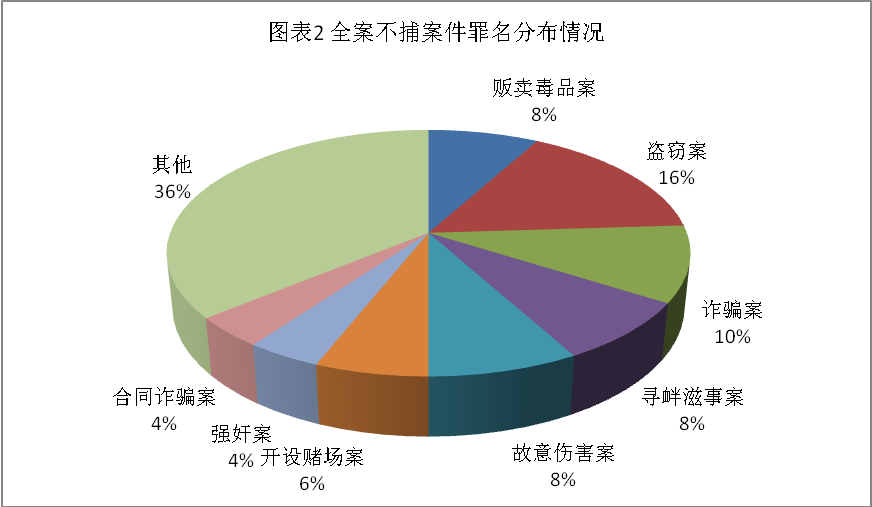 图表2 全案不捕案件罪名分布情况
贩卖毒品案
8%
盗窃案
16%
诈骗案
10%
寻衅滋事案
8%
故意伤害案
8%
开设赌场案
6%
强奸案
4%
合同诈骗案
4%
其他
36%